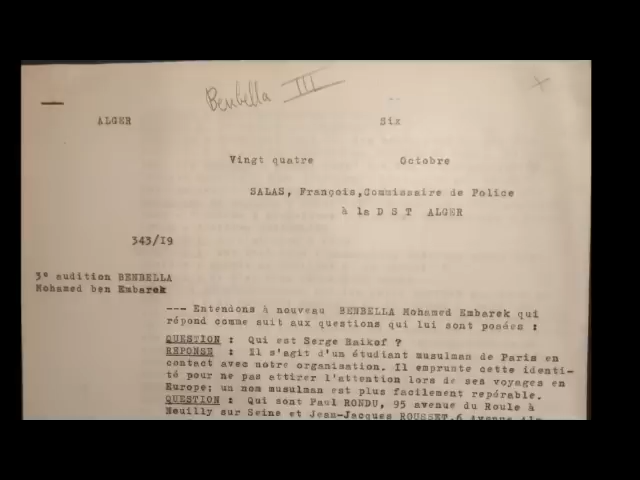 Benbella III
ALGER Six
Vingt quatre Octobre
SALAS, François,Commissaire de Police
à la D S T ALGER
343/19
3° audition BENBELLA
Mohamed ben Embarek
--- Entendons à nouveau BENBELLA Mohamed Embarek qui
répond comme suit aux questions qui lui sont posées :
QUESTION : Qui est Serge Baikof ?
REPONSE : Il s'agit d'un étudiant musulman de Paris en
contact avec notre organisation. Il emprunte cette identi-
té pour ne pas attirer l'attention lors de ses voyages en
Europe; un nom musulman est plus facilement repérable.
QUESTION : Qui sont Paul RONDU, 95 avenue du Roule à
Neuilly sur Seine et Jean-Jacques ROUSSET,6 Avenue